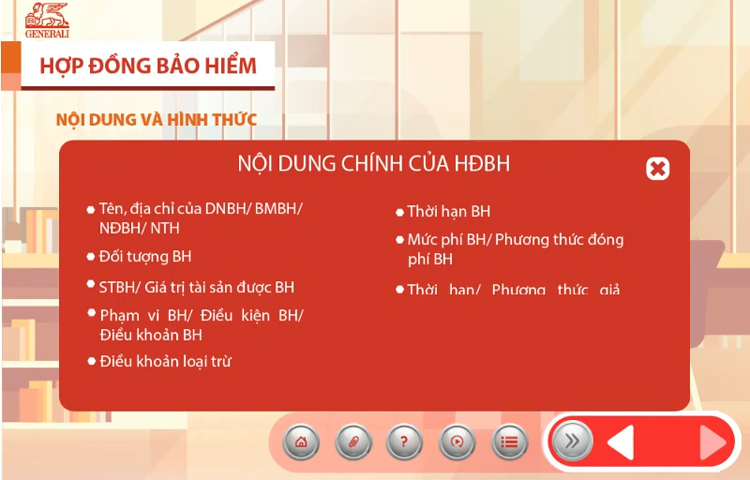 GENERALI
HỢP ĐỒNG BẢO HIỂM
NỘI DUNG VÀ HÌNH THỨC
NỘI DUNG CHÍNH CỦA HĐBH
Tên, địa chỉ của DNBH/ BMBH/
NĐBH/ NTH
Đối tượng BH
STBH/ Giá trị tài sản được BH
Phạm vi BH/ Điều kiện BH/
Điều khoản BH
Điều khoản loại trừ
Thời hạn BH
Mức phí BH/ Phương thức đóng
phí BH
Thời hạn/ Phương thức
?